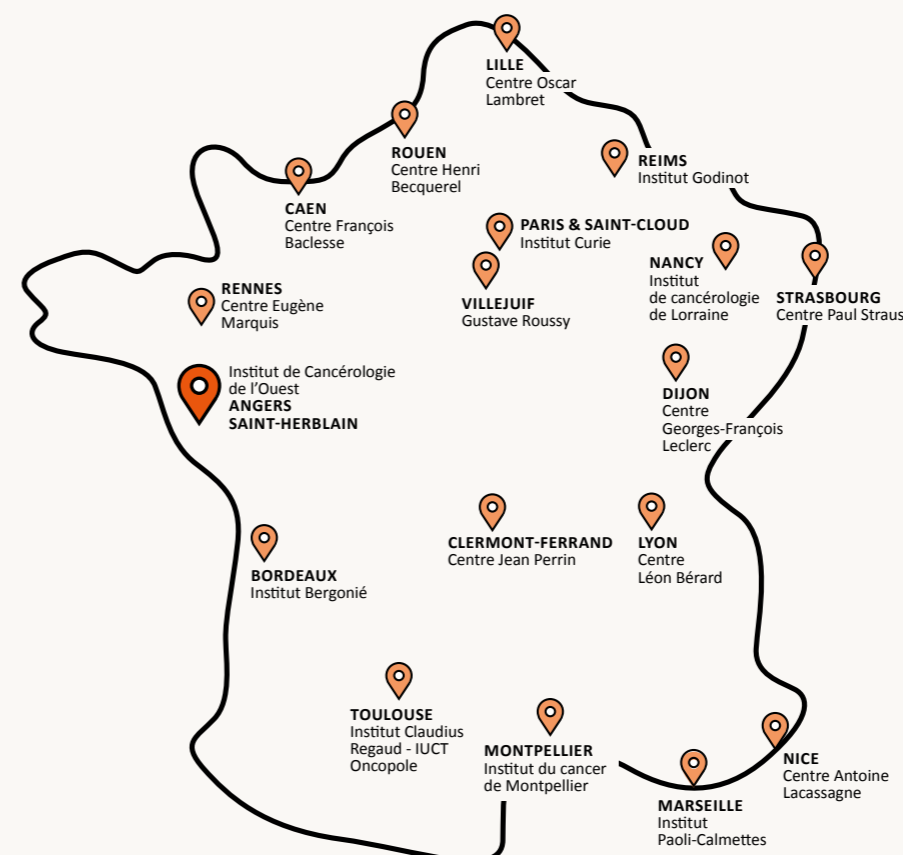 LILLE
Centre Oscar
Lambret
ROUEN
Centre Henri
Becquerel
REIMS
Institut Godinot
CAEN
Centre François
Baclesse
PARIS & SAINT-CLOUD
Institut Curie
VILLEJUIF
Gustave Roussy
NANCY
Institut
de cancérologie
de Lorraine
STRASBOURG
Centre Paul Straus
RENNES
Centre Eugène
Marquis
Institut de Cancérologie
de l’Ouest
ANGERS
SAINT-HERBLAIN
DIJON
Centre
Georges-François
Leclerc
CLERMONT-FERRAND
Centre Jean Perrin
LYON
Centre
Léon Bérard
BORDEAUX
Institut Bergonié
TOULOUSE
Institut Claudius
Regaud - IUCT
Oncopole
MONTPELLIER
Institut du cancer
de Montpellier
NICE
Centre Antoine
Lacassagne
MARSEILLE
Institut
Paoli-Calmettes